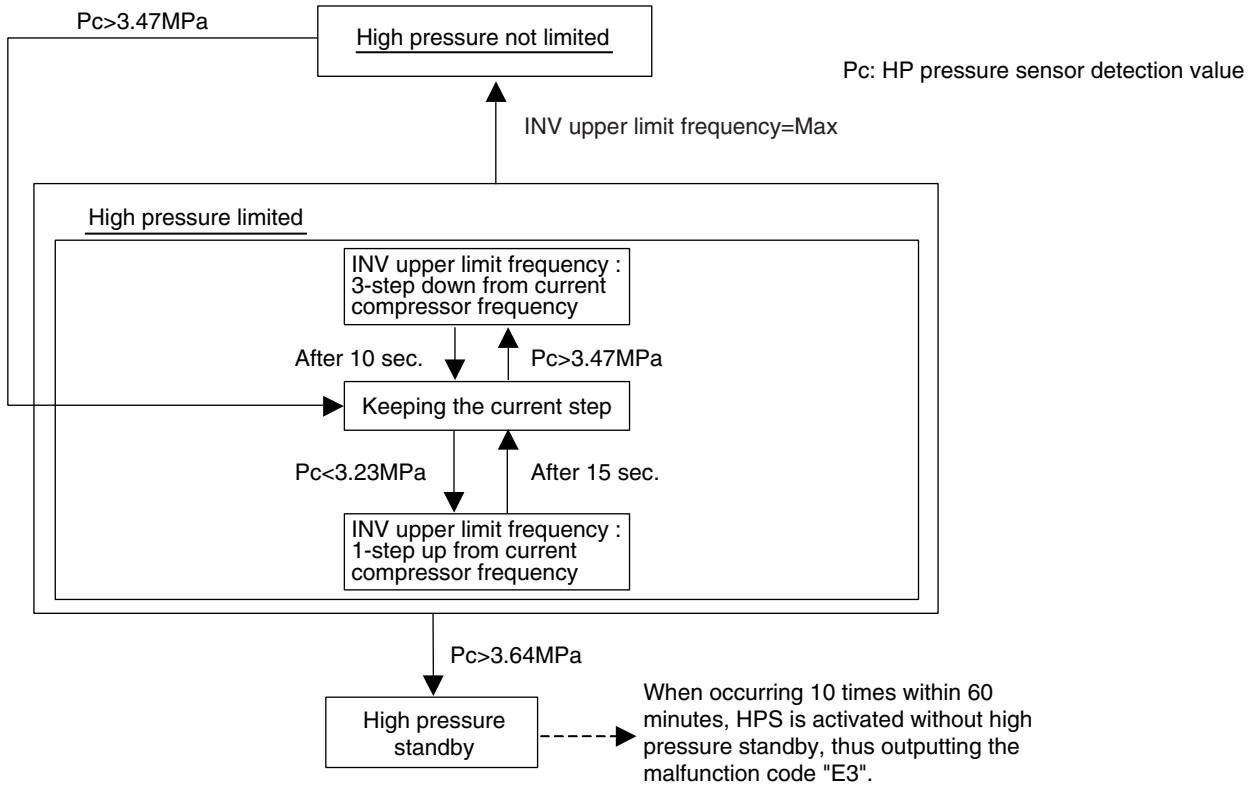 Pc>3.47MPa
High pressure not limited
Pc: HP pressure sensor detection value
INV upper limit frequency=Max
High pressure limited
INV upper limit frequency :
3-step down from current
compressor frequency
After 10 sec.
Pc>3.47MPa
Keeping the current step
Pc<3.23MPa
After 15 sec.
INV upper limit frequency :
1-step up from current
compressor frequency
Pc>3.64MPa
High pressure
standby
When occurring 10 times within 60
minutes, HPS is activated without high
pressure standby, thus outputting the
malfunction code "E3".